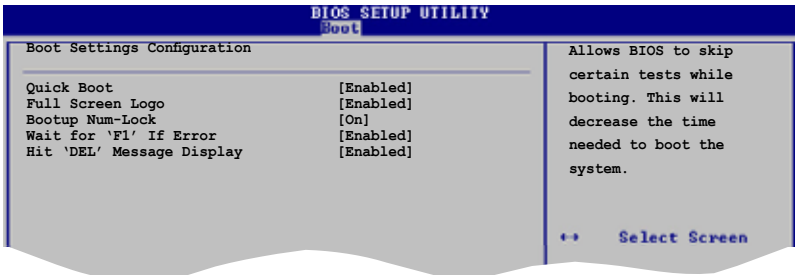 BIOS SETUP UTILITY
Boot
Boot Settings Configuration
Quick Boot [Enabled]
Full Screen Logo [Enabled]
Bootup Num-Lock [On]
Wait for ‘F1’ If Error [Enabled]
Hit ‘DEL’ Message Display [Enabled]
Allows BIOS to skip
certain tests while
booting. This will
decrease the time
needed to boot the
system.
↔ Select Screen